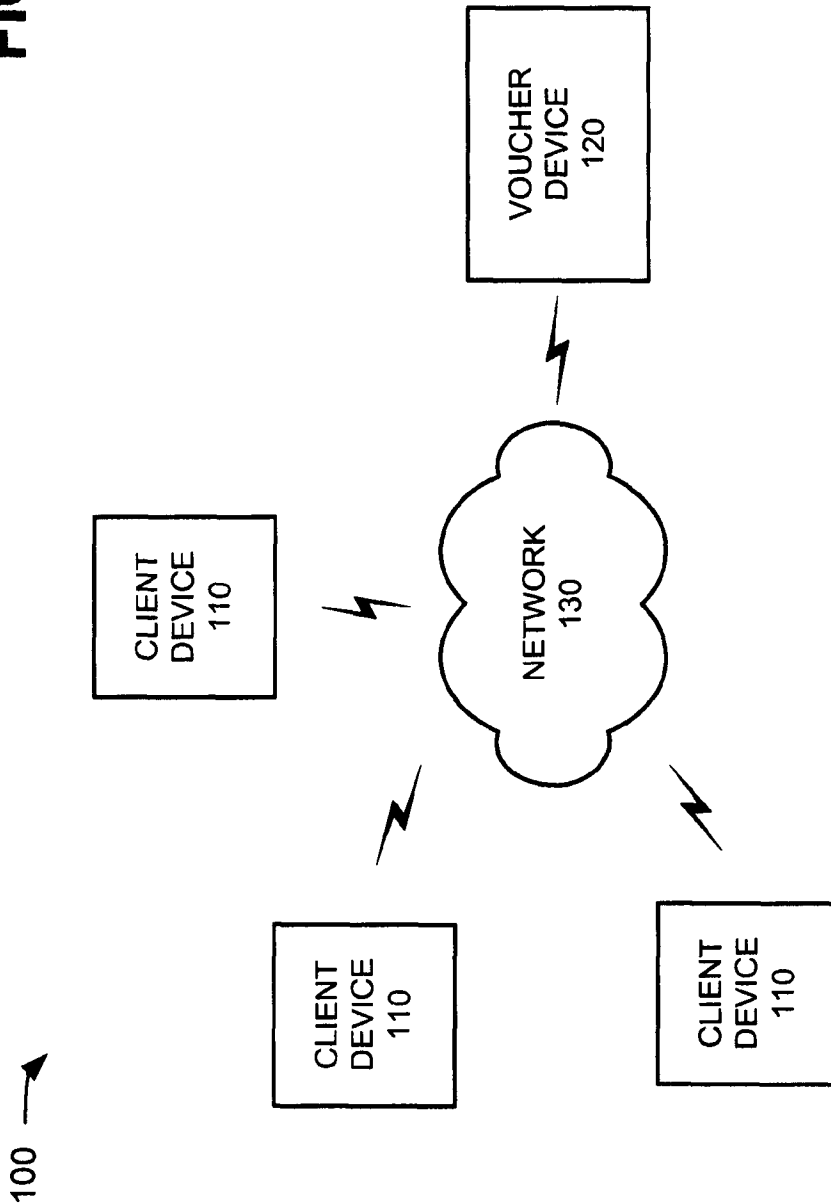 100
CLIENT
DEVICE
110
CLIENT
DEVICE
110
NETWORK
130
VOUCHER
DEVICE
120
CLIENT
DEVICE
110